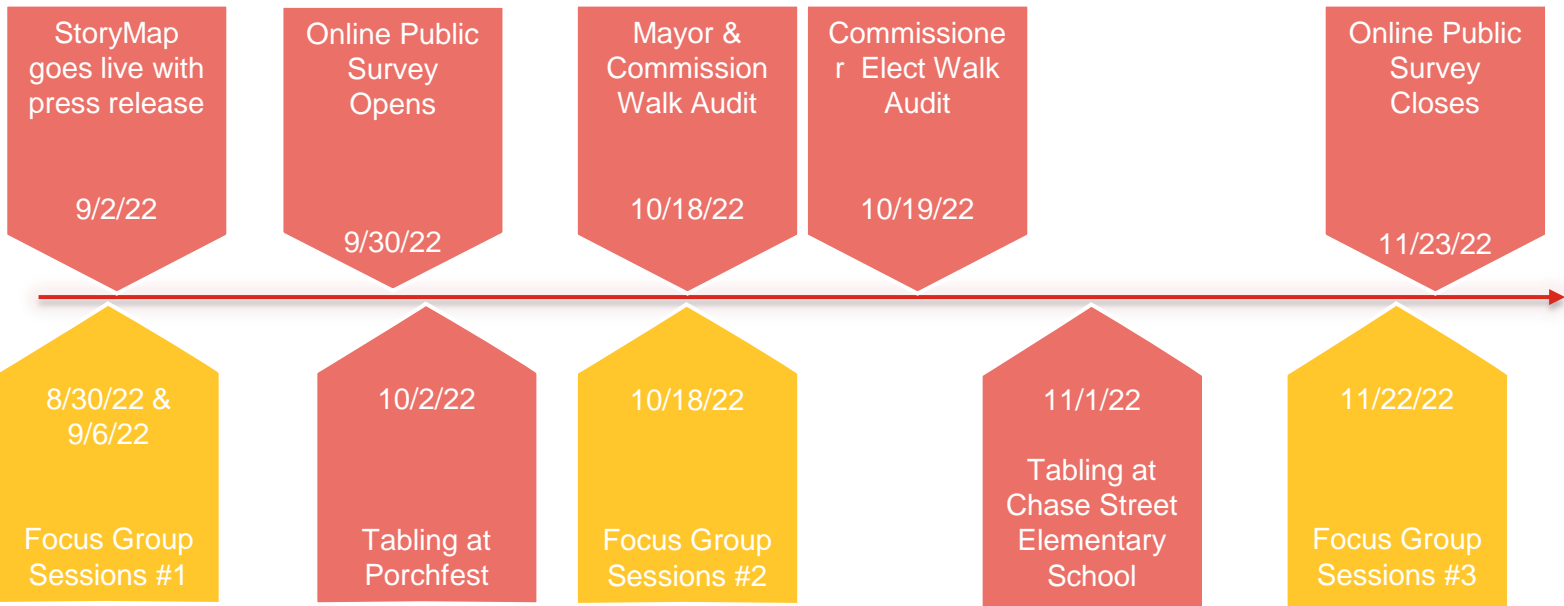 StoryMap
goes live with
press release
9/2/22
Online Public
Survey
Opens
9/30/22
Mayor &
Commission
Walk Audit
10/18/22
Commissione
r Elect Walk
Audit
10/19/22
Online Public
Survey
Closes
11/23/22
8/30/22 &
9/6/22
Focus Group
Sessions #1
10/2/22
Tabling at
Porchfest
10/18/22
Focus Group
Sessions #2
11/1/22
Tabling at
Chase Street
Elementary
School
11/22/22
Focus Group
Sessions #3